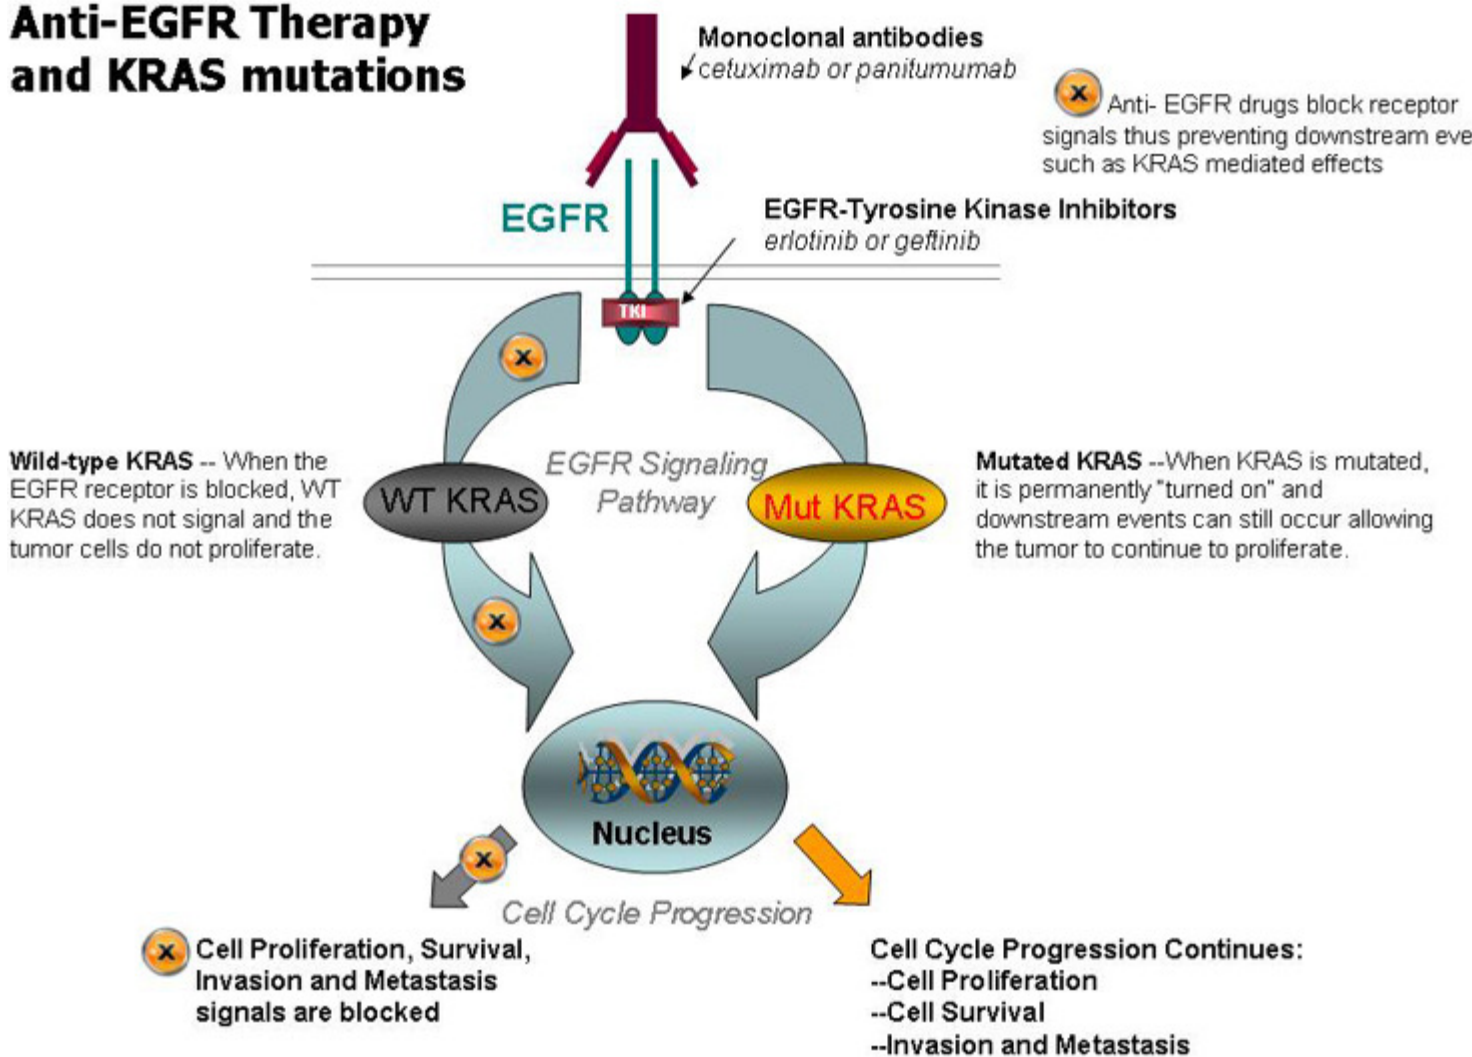 Anti-EGFR Therapy
and KRAS mutations
Monoclonal antibodies
cetuximab or panitumumab
x
Anti- EGFR drugs block receptor
signals thus preventing downstream eve
such as KRAS mediated effects
EGFR
EGFR-Tyrosine Kinase Inhibitors
erlotinib or geftinib
TKI
x
Wild-type KRAS -- When the
EGFR receptor is blocked, WT
KRAS does not signal and the
tumor cells do not proliferate.
WT KRAS
EGFR Signaling
Pathway
Mut KRAS
Mutated KRAS --When KRAS is mutated,
it is permanently "turned on" and
downstream events can still occur allowing
the tumor to continue to proliferate.
x
Nucleus
x
Cell Cycle Progression
x
Cell Proliferation, Survival,
Invasion and Metastasis
signals are blocked
Cell Cycle Progression Continues:
--Cell Proliferation
--Cell Survival
--Invasion and Metastasis